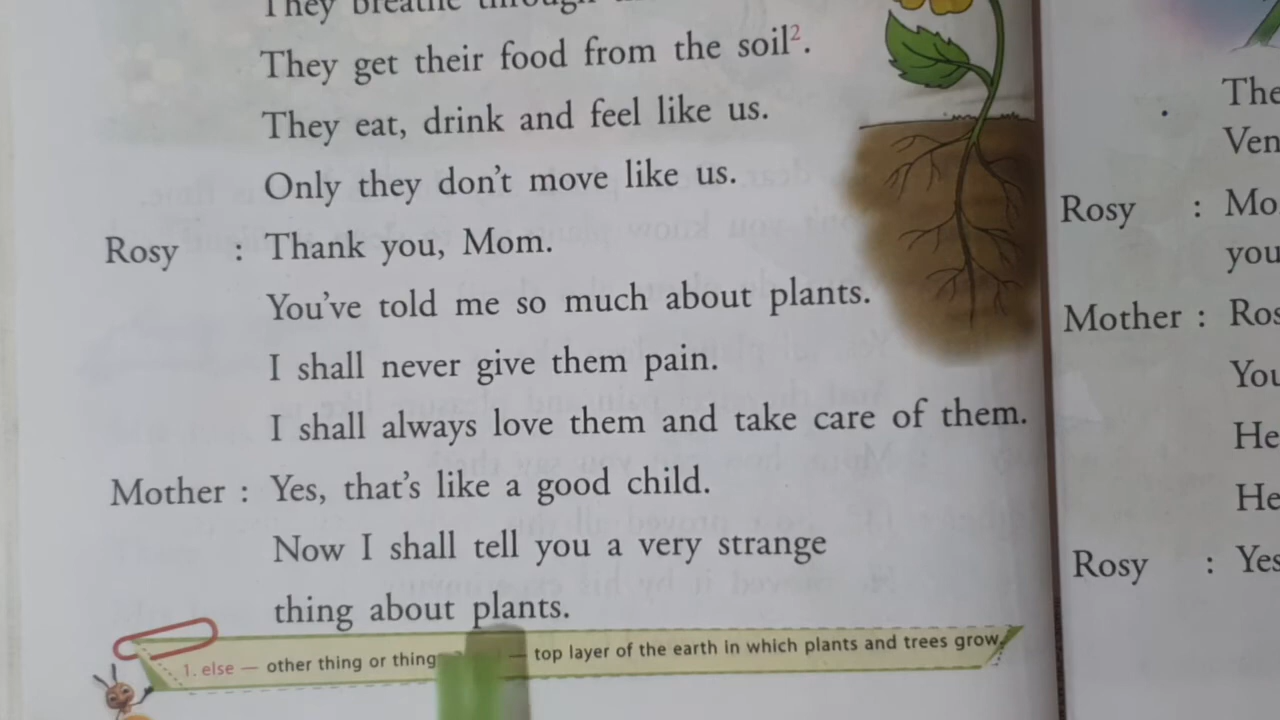 They breathe through
They get their food from the soil².
They eat, drink and feel like us.
Only they don't move like us.
Rosy : Thank you, Mom.
You've told me so much about plants.
I shall never give them pain.
I shall always love them and take care of them.
Mother : Yes, that's like a good child.
Now I shall tell you a very strange
thing about plants.
1. else — other thing or thing — top layer of the earth in which plants and trees grow
The
Ven
Rosy : Mo
you
Mother : Ros
You
He
He
Rosy : Yes